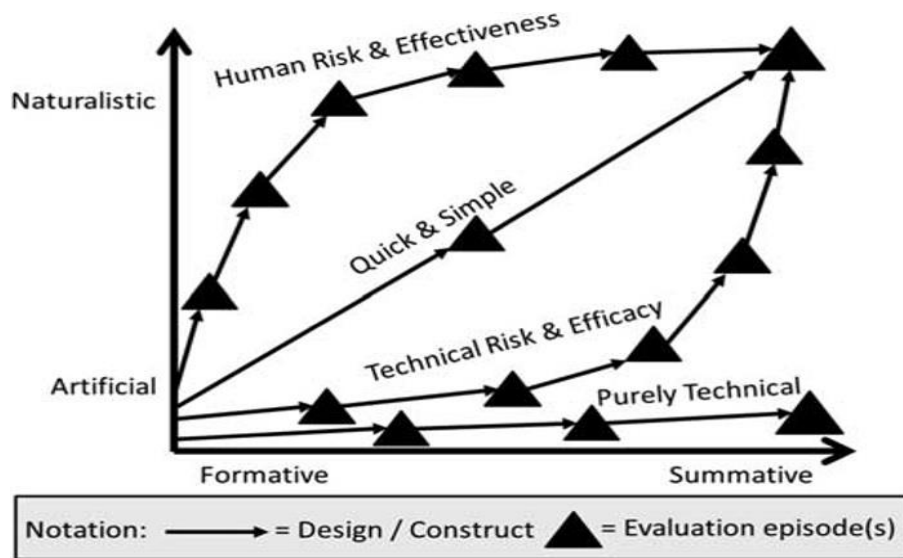 Human Risk & Effectiveness
Naturalistic
Quick & Simple
Technical Risk & Efficacy
Artificial
Purely Technical
Formative
Summative
Notation:
= Design / Construct
= Evaluation episode(s)